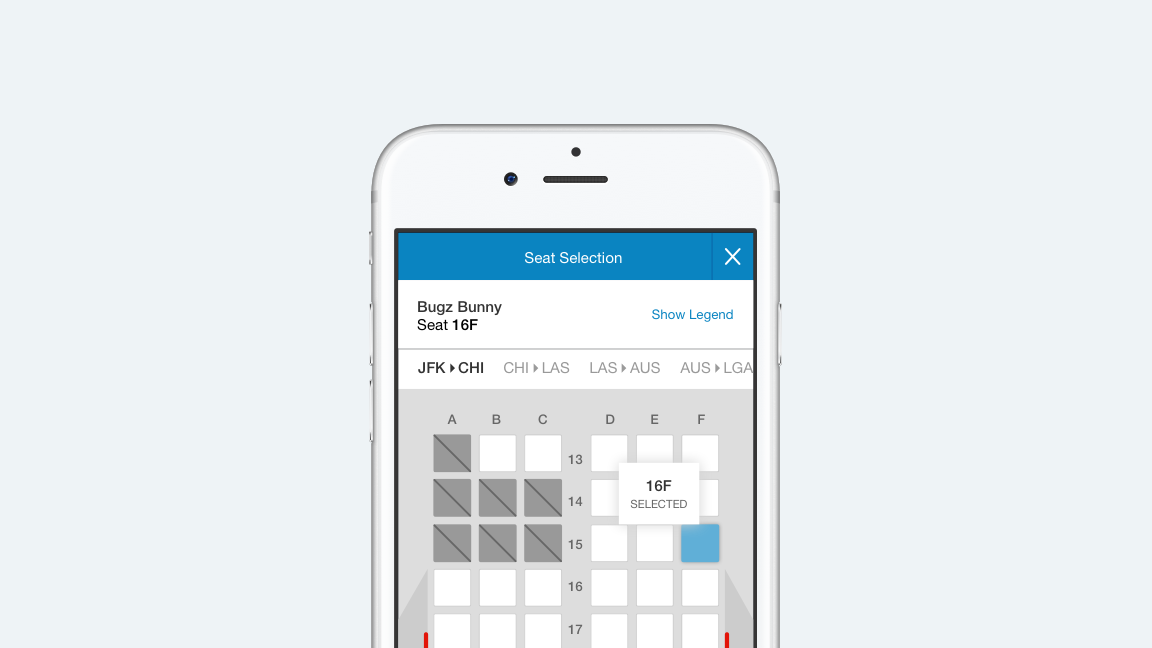 Seat Selection
Bugz Bunny
Seat 16F
Show Legend
JFK CHI CHI LAS LAS AUS AUS LGA
A B C D E F
13
16F
SELECTED
14
15
16
17